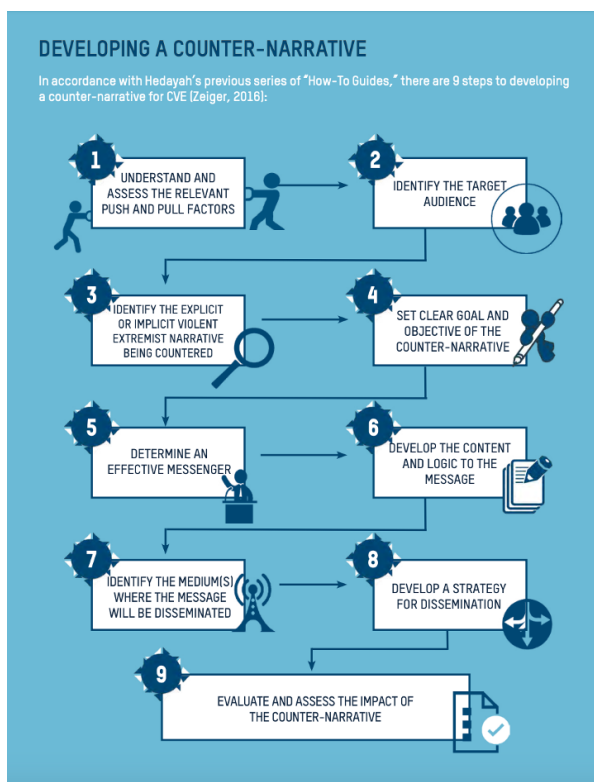 DEVELOPING A COUNTER-NARRATIVE
In accordance with Hedayah's previous series of "How-To Guides," there are 9 steps to developing
a counter-narrative for CVE (Zeiger, 2016):
1
UNDERSTAND AND
ASSESS THE RELEVANT
PUSH AND PULL FACTORS
2
IDENTIFY THE TARGET
AUDIENCE
3
IDENTIFY THE EXPLICIT
OR IMPLICIT VIOLENT
EXTREMIST NARRATIVE
BEING COUNTERED
4
SET CLEAR GOAL AND
OBJECTIVE OF THE
COUNTER-NARRATIVE
5
DETERMINE AN
EFFECTIVE MESSENGER
6
DEVELOP THE CONTENT
AND LOGIC TO THE
MESSAGE
7
IDENTIFY THE MEDIUM(S)
WHERE THE MESSAGE
WILL BE DISSEMINATED
8
DEVELOP A STRATEGY
FOR DISSEMINATION
9
EVALUATE AND ASSESS THE IMPACT OF
THE COUNTER-NARRATIVE